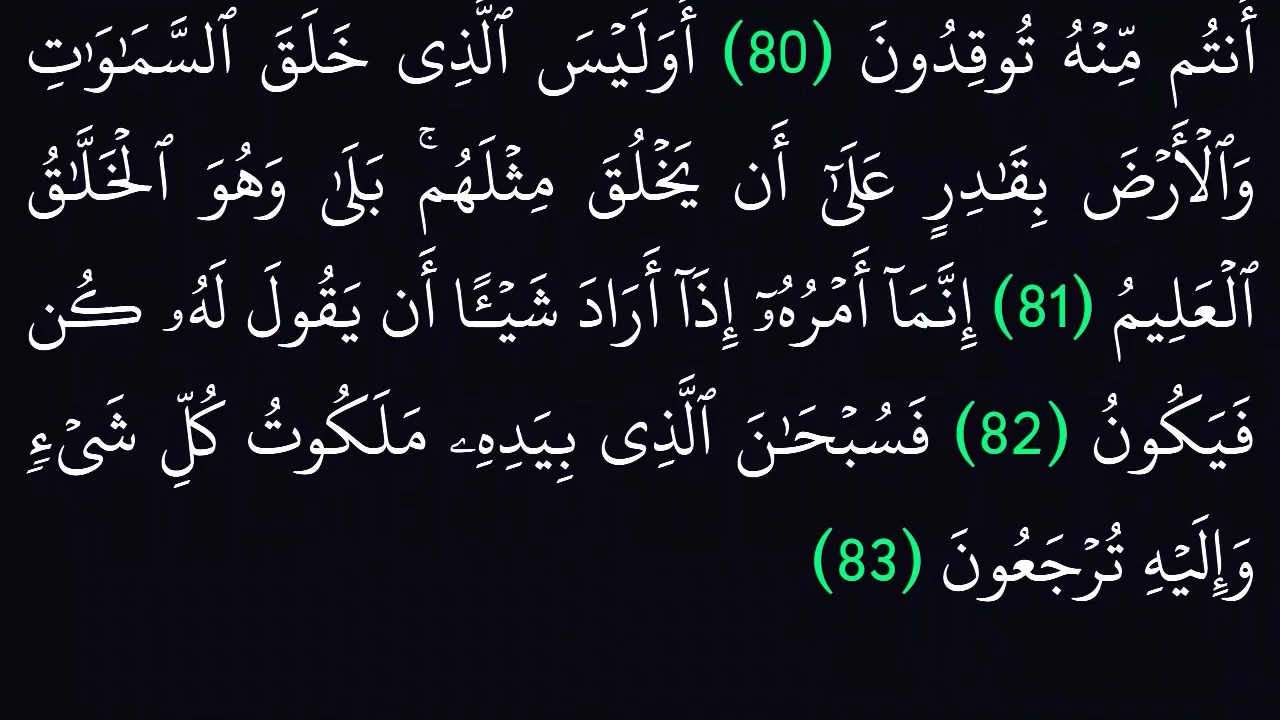 أَنتُم مِّنْهُ تُوقِدُونَ (80) أَوَلَيْسَ ٱلَّذِى خَلَقَ ٱلسَّمَـٰوَٰتِ
وَٱلْأَرْضَ بِقَـٰدِرٍ عَلَىٰٓ أَن يَخْلُقَ مِثْلَهُم ۚ بَلَىٰ وَهُوَ ٱلْخَلَّـٰقُ
ٱلْعَلِيمُ (81) إِنَّمَآ أَمْرُهُۥٓ إِذَآ أَرَادَ شَيْـًٔا أَن يَقُولَ لَهُۥ كُن
فَيَكُونُ (82) فَسُبْحَـٰنَ ٱلَّذِى بِيَدِهِۦ مَلَكُوتُ كُلِّ شَىْءٍ
وَإِلَيْهِ تُرْجَعُونَ (83)